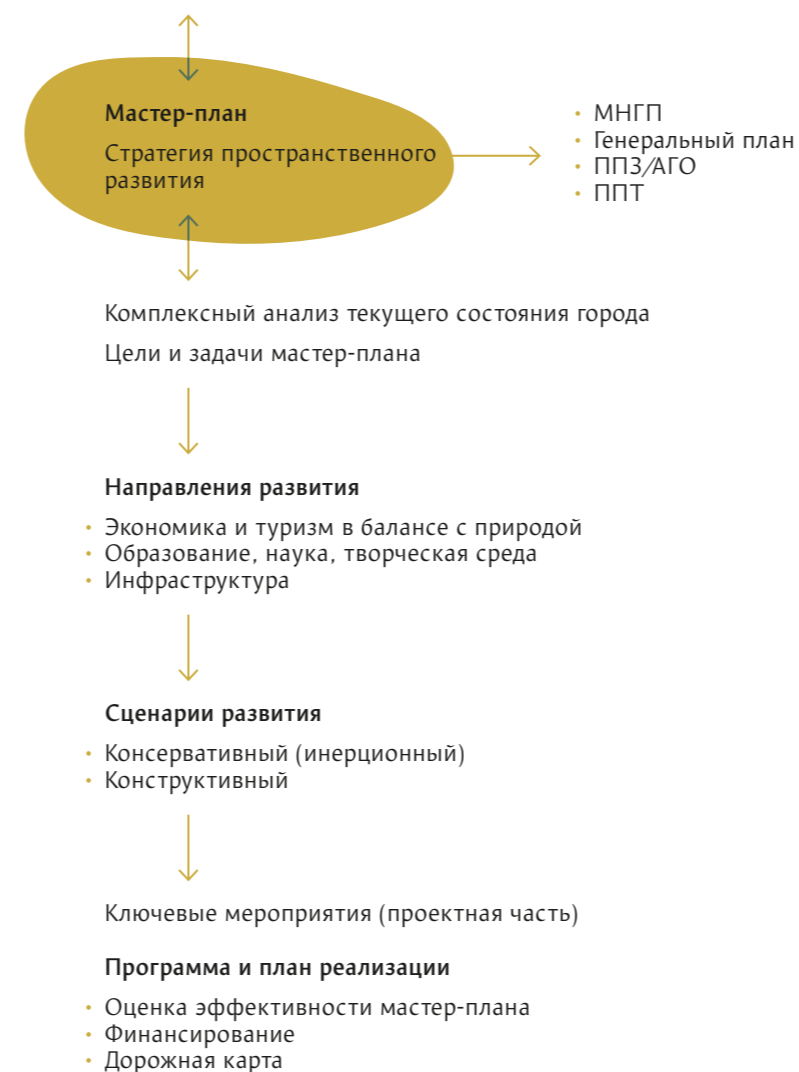 Мастер-план
Стратегия пространственного
развития
• МНГП
• Генеральный план
• ППЗ/АГО
• ППТ
Комплексный анализ текущего состояния города
Цели и задачи мастер-плана
Направления развития
• Экономика и туризм в балансе с природой
• Образование, наука, творческая среда
• Инфраструктура
Сценарии развития
• Консервативный (инерционный)
• Конструктивный
Ключевые мероприятия (проектная часть)
Программа и план реализации
• Оценка эффективности мастер-плана
• Финансирование
• Дорожная карта